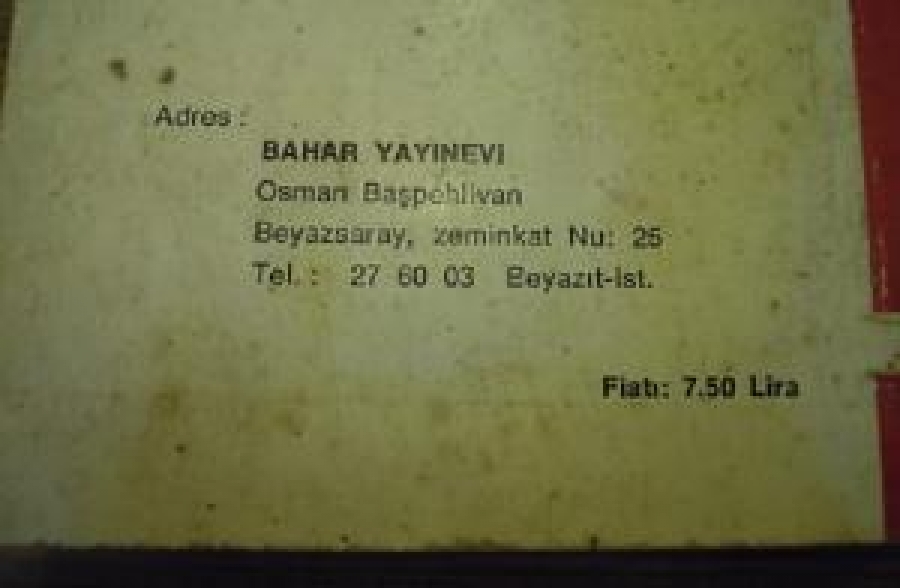 Adres :
BAHAR YAYINEVI
Osman Başpehlivan
Beyazsaray, zeminkat Nu: 25
Tel. : 27 60 03 Beyazıt-İst.
Fiatı: 7.50 Lira